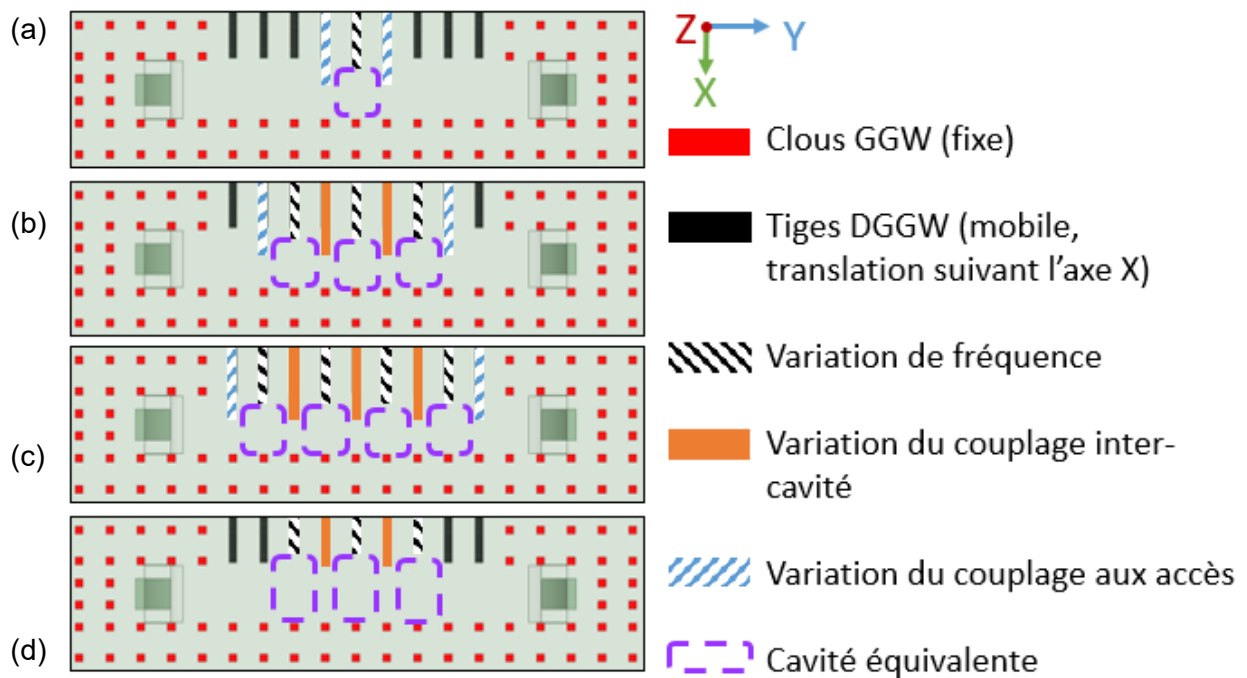 (a)
(b)
(c)
(d)
Z
Y
X
Clous GGW (fixe)
Tiges DGGW (mobile,
translation suivant l'axe X)
Variation de fréquence
Variation du couplage inter-
cavité
Variation du couplage aux accès
Cavité équivalente